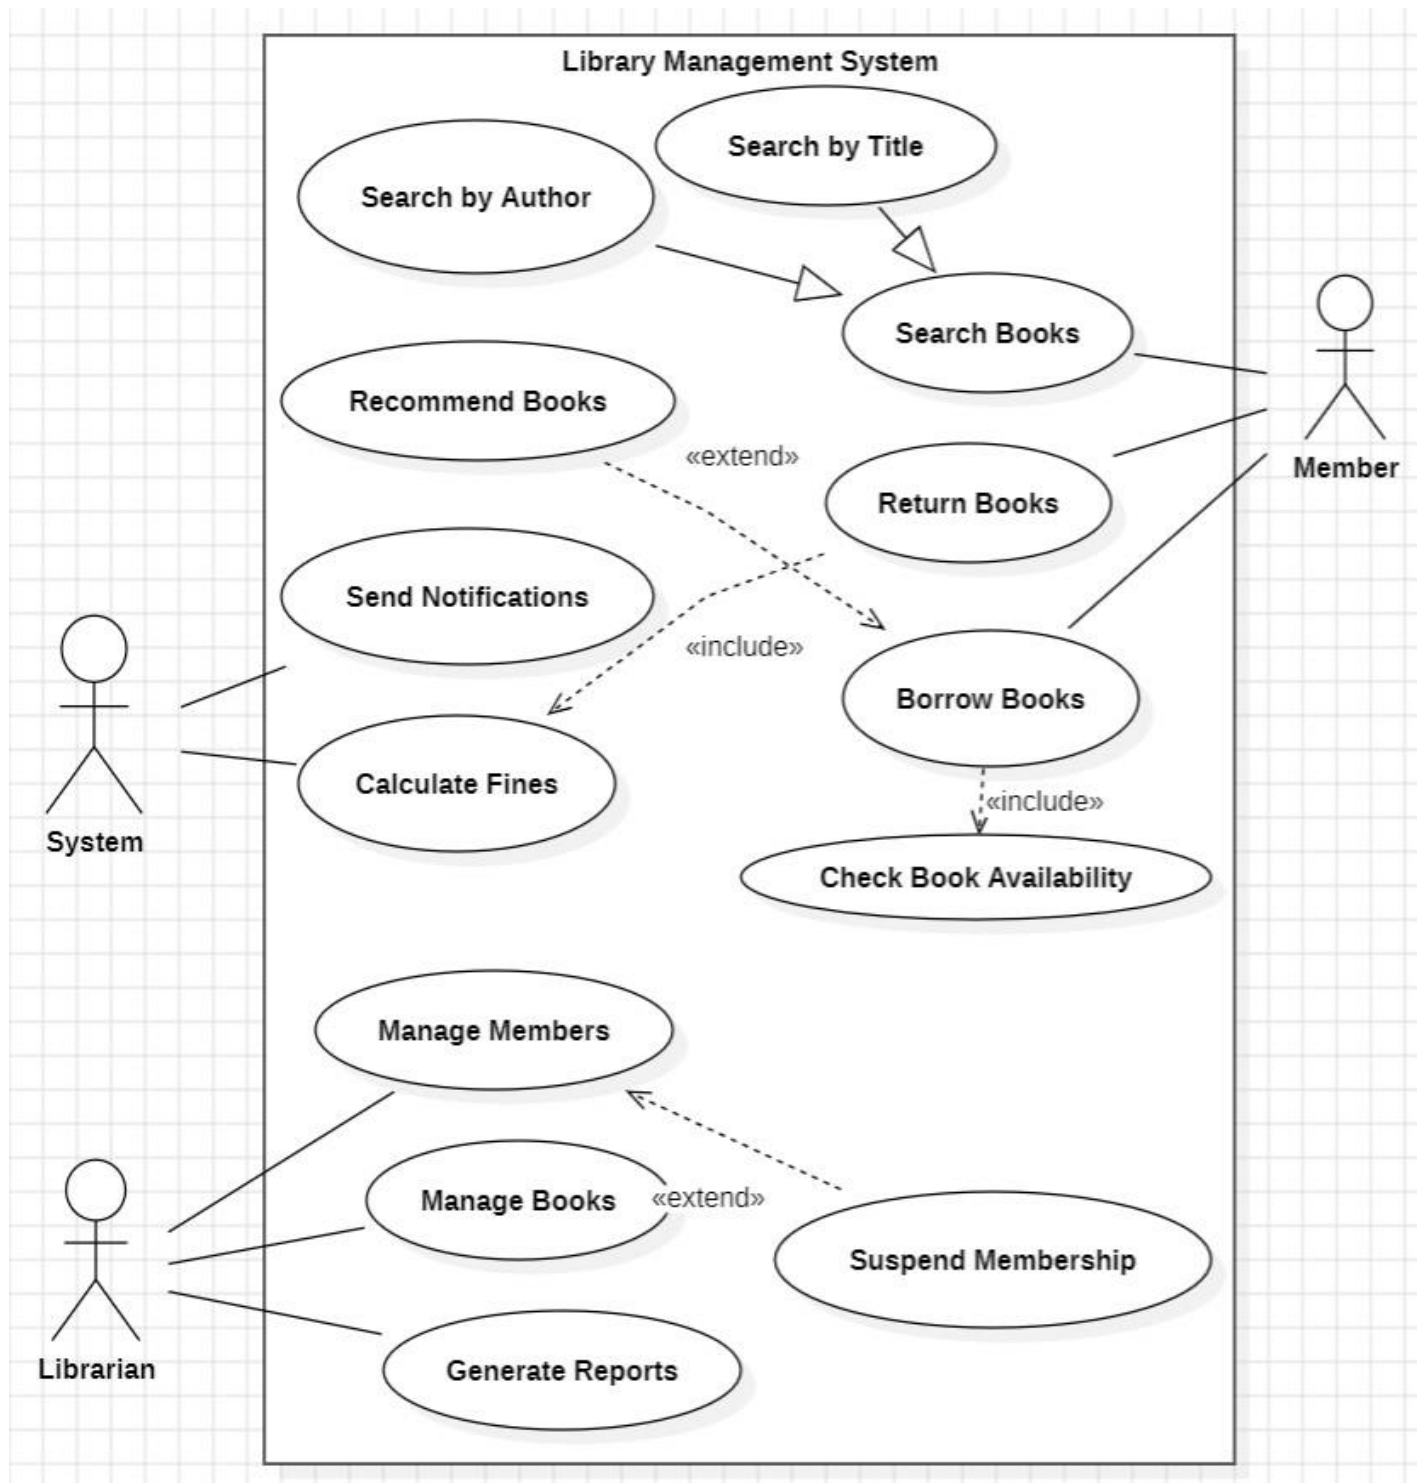 Library Management System
Search by Title
Search by Author
Search Books
Recommend Books
«extend»
Member
Return Books
Send Notifications
«include»
Borrow Books
Calculate Fines
«include»
System
Check Book Availability
Manage Members
Manage Books
«extend»
Suspend Membership
Librarian
Generate Reports